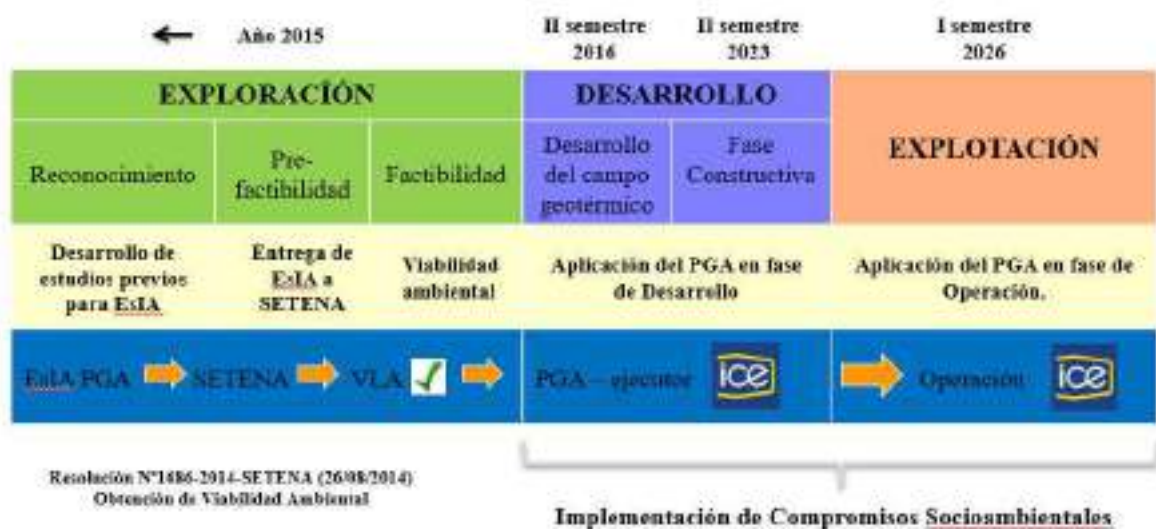 Año 2015
II semestre
2016
II semestre
2023
I semestre
2026
EXPLORACÍÓN
DESARROLLO
EXPLOTACIÓN
Reconocimiento
Pre-
factibilidad
Factibilidad
Desarrollo
del campo
geotérmico
Fase
Constructiva
Desarrollo de
estudios previos
para EsIA
Entrega de
EsIA a
SETENA
Viabilidad
ambiental
Aplicación del PGA en fase
de Desarrollo
Aplicación del PGA en fase de
Operación.
EsIA PGA
SETENA
VLA
PGA – ejecutor
ice
Operación
ice
Resolución Nº1686-2014-SETENA (26/08/2014)
Obtención de Viabilidad Ambiental
Implementación de Compromisos Socioambientales